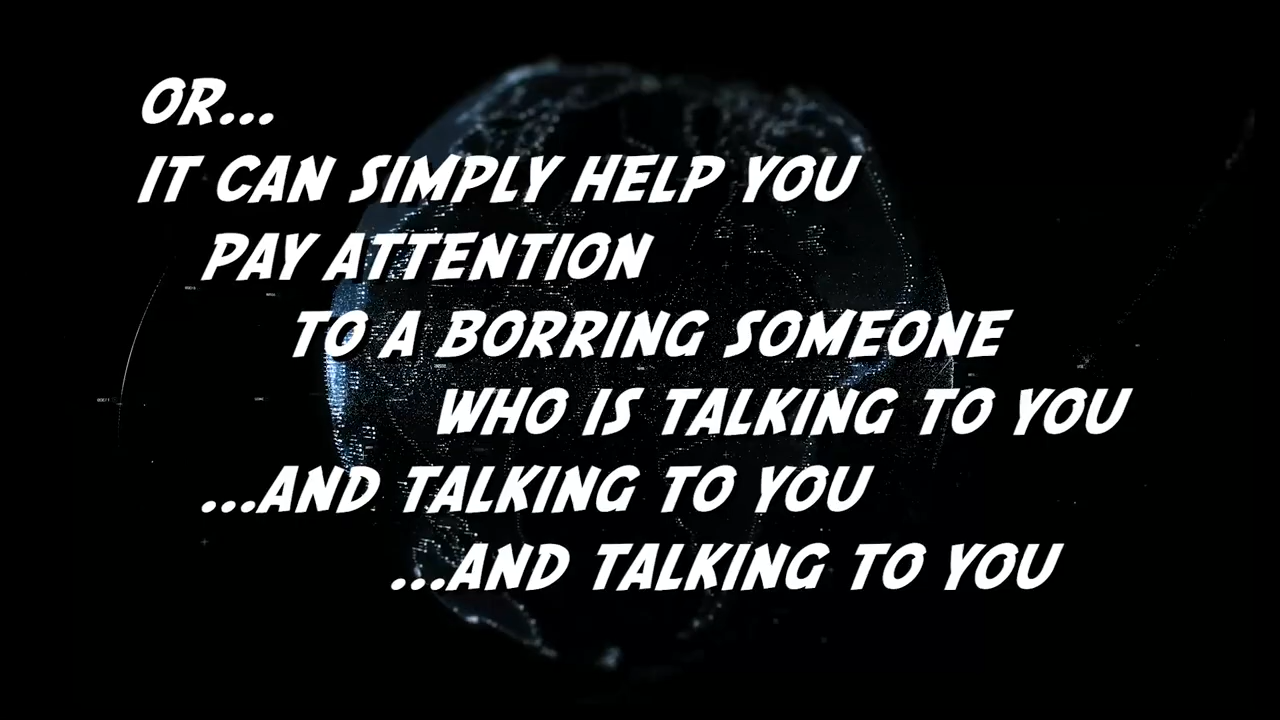 OR...
IT CAN SIMPLY HELP YOU
PAY ATTENTION
TO A BORRING SOMEONE
WHO IS TALKING TO YOU
...AND TALKING TO YOU
...AND TALKING TO YOU